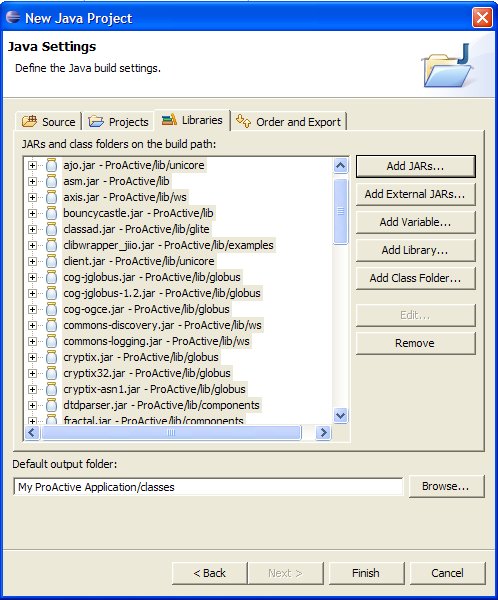 New Java Project
Java Settings
Define the Java build settings.
Source Projects Libraries Order and Export
JARs and class folders on the build path:
ajo.jar - ProActive/lib/unicore
asm.jar - ProActive/lib
axis.jar - ProActive/lib/ws
bouncycastle.jar - ProActive/lib
classad.jar - ProActive/lib/glite
clibwrapper_jiio.jar - ProActive/lib/examples
client.jar - ProActive/lib/unicore
cog-jglobus.jar - ProActive/lib/globus
cog-jglobus-1.2.jar - ProActive/lib/globus
cog-ogce.jar - ProActive/lib/globus
commons-discovery.jar - ProActive/lib/ws
commons-logging.jar - ProActive/lib/ws
cryptix.jar - ProActive/lib/globus
cryptix32.jar - ProActive/lib/globus
cryptix-asn1.jar - ProActive/lib/globus
dtdparser.jar - ProActive/lib/components
fractal.jar - ProActive/lib/components
Add JARs...
Add External JARs...
Add Variable...
Add Library...
Add Class Folder...
Edit...
Remove
Default output folder:
My ProActive Application/classes
Browse...
< Back
Next >
Finish
Cancel